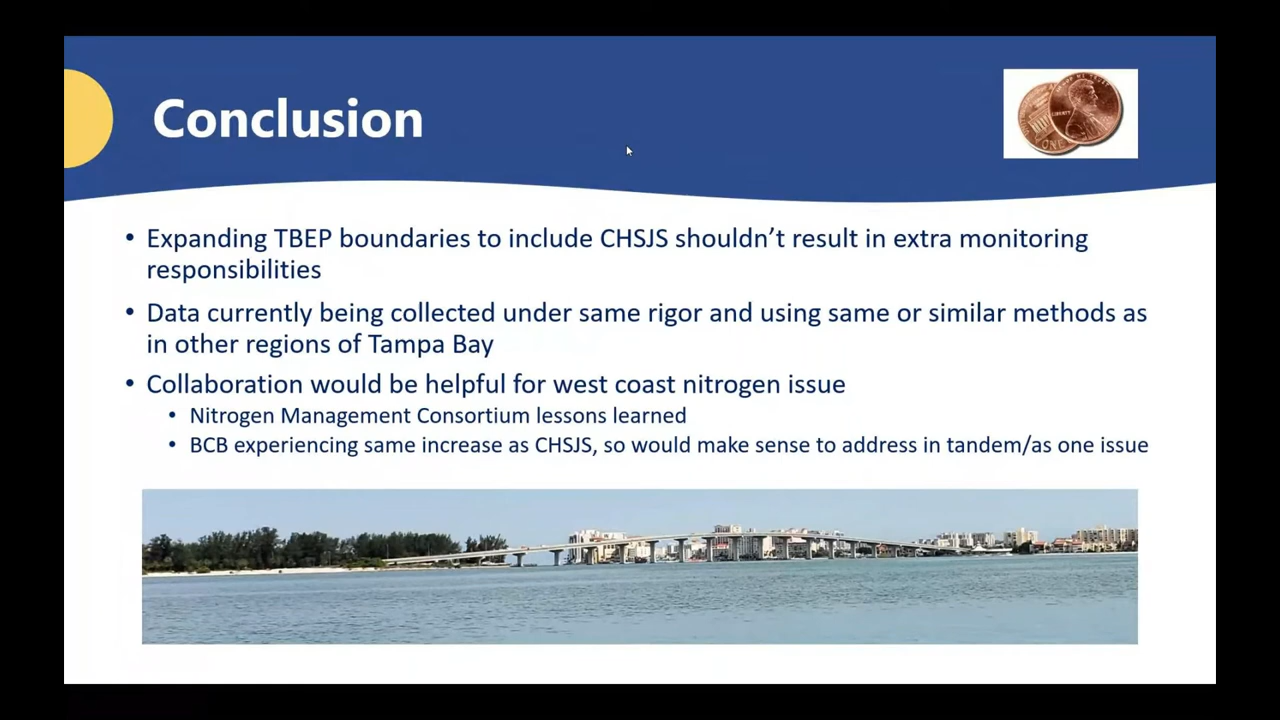 Conclusion
• Expanding TBEP boundaries to include CHSJS shouldn’t result in extra monitoring
responsibilities
• Data currently being collected under same rigor and using same or similar methods as
in other regions of Tampa Bay
• Collaboration would be helpful for west coast nitrogen issue
• Nitrogen Management Consortium lessons learned
• BCB experiencing same increase as CHSJS, so would make sense to address in tandem/as one issue